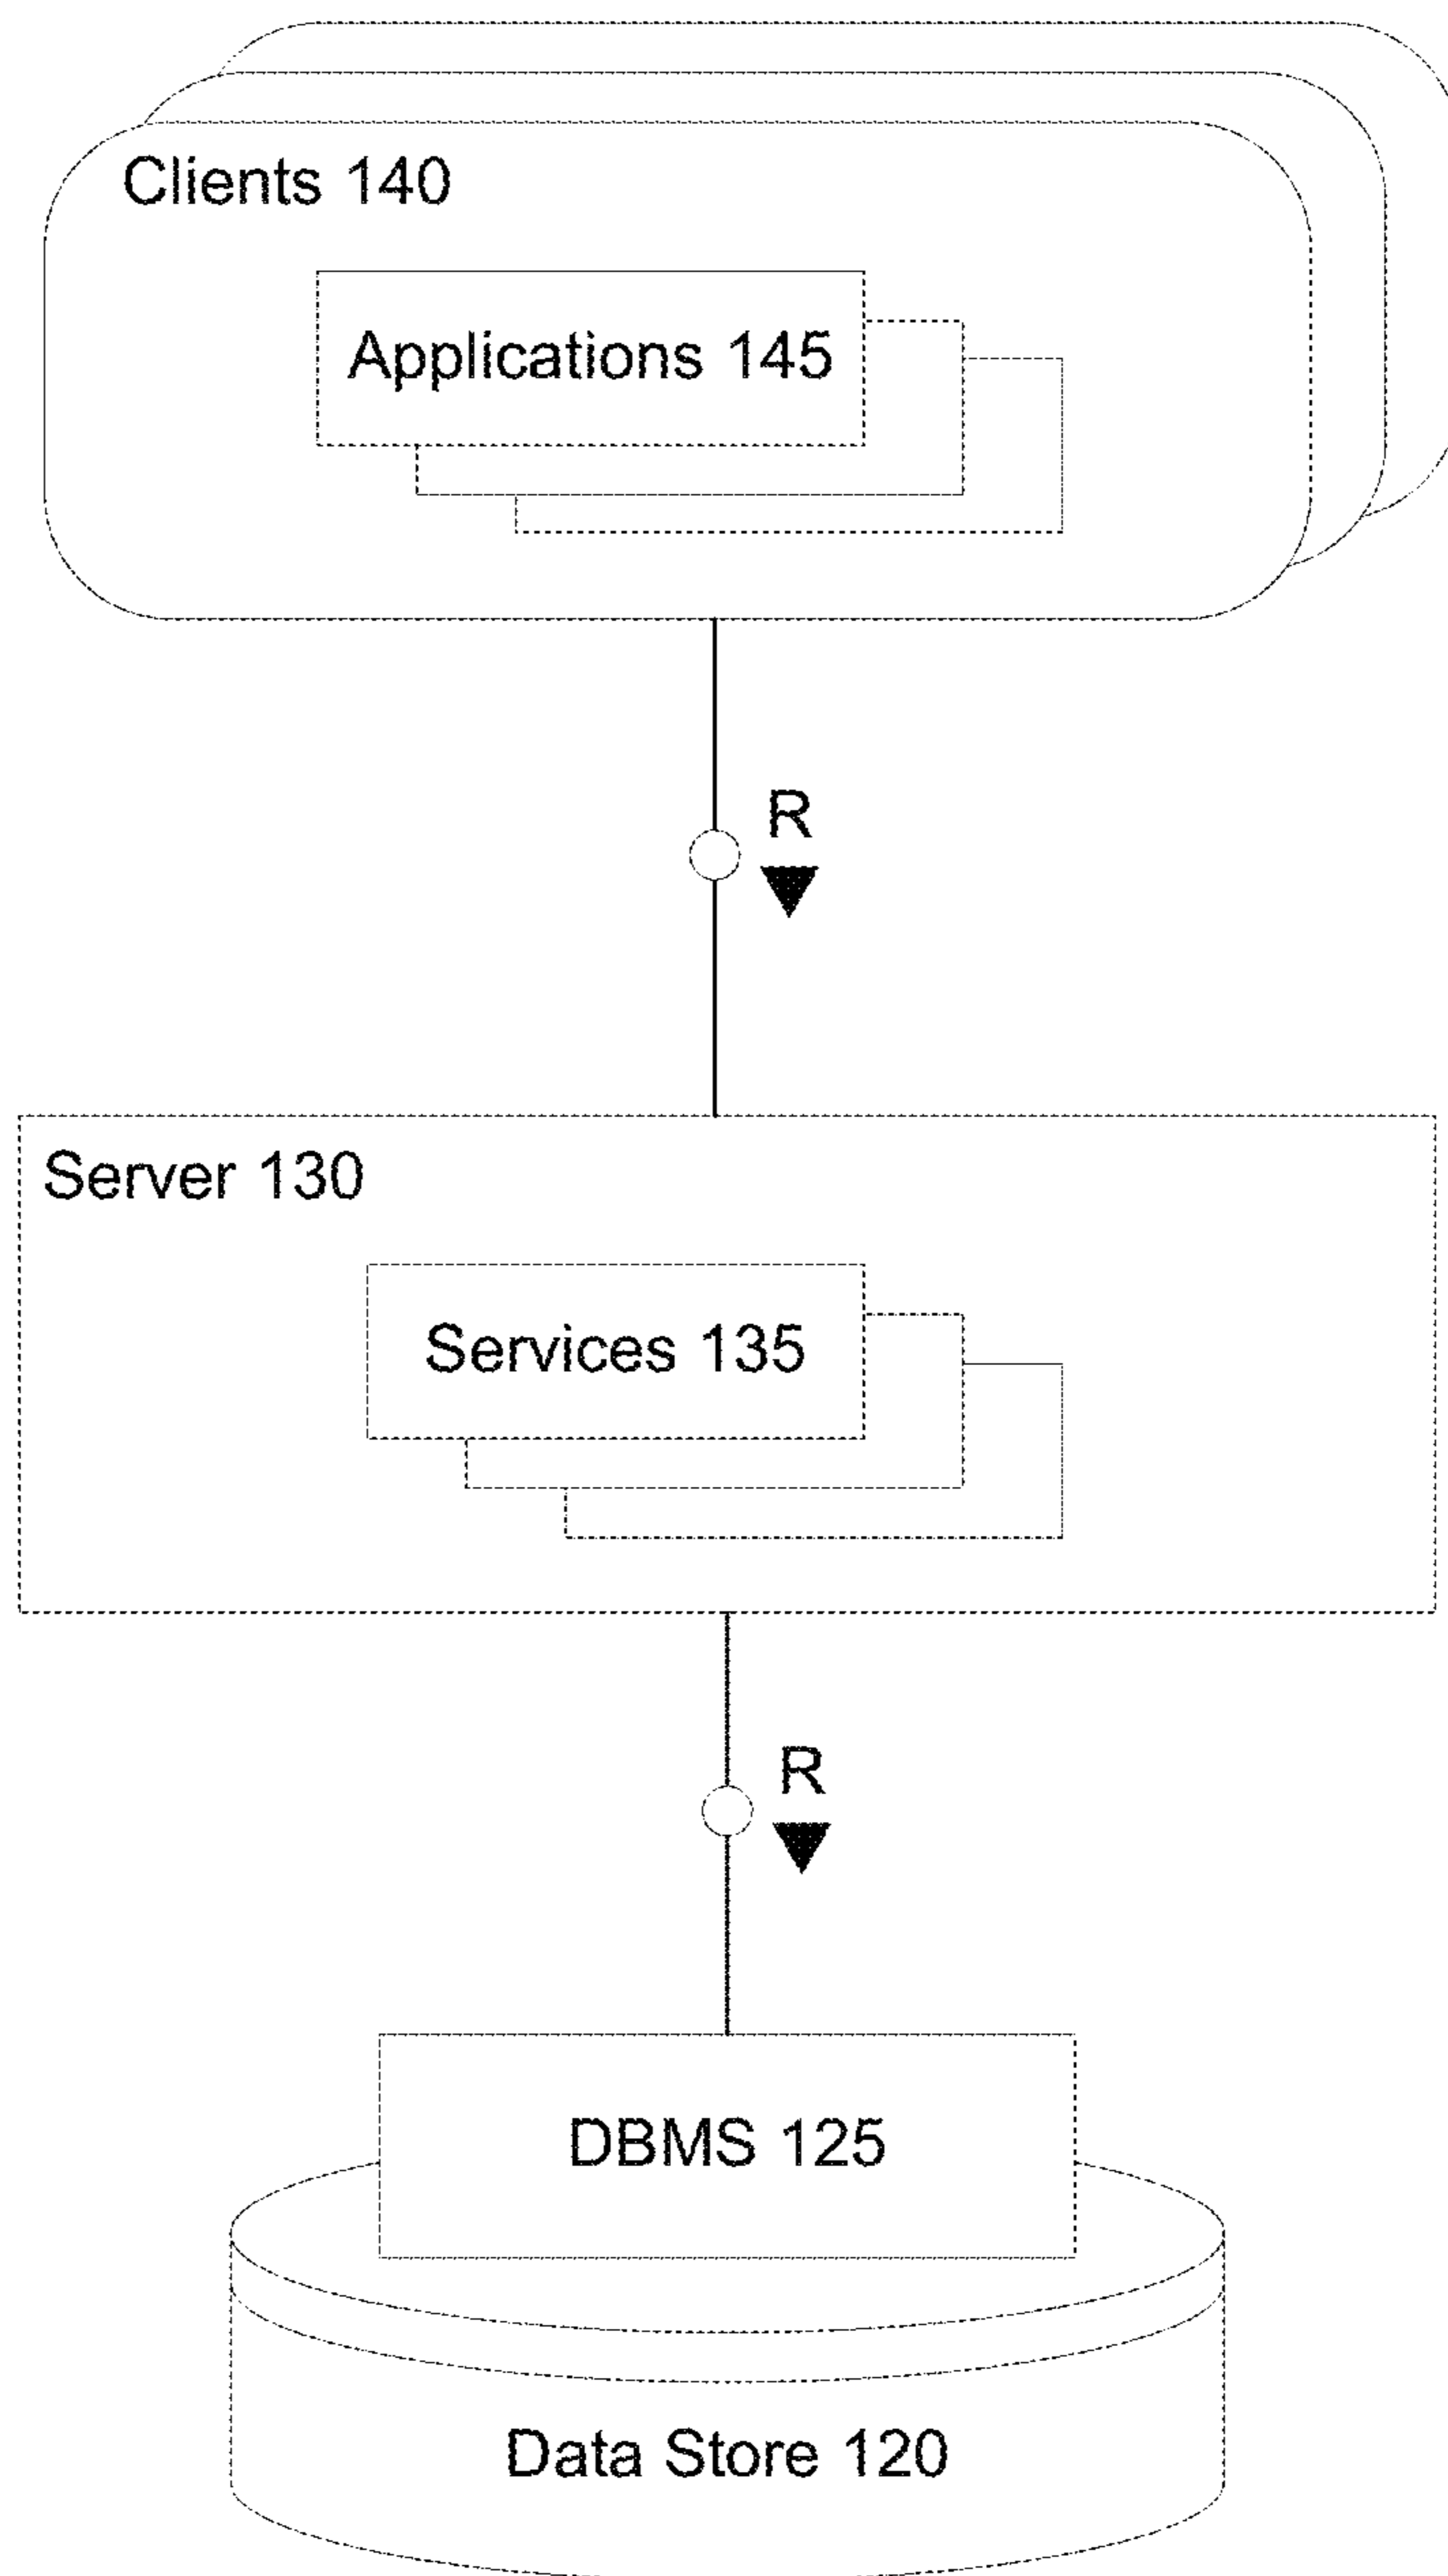 Clients 140
Applications 145
R
Server 130
Services 135
R
DBMS 125
Data Store 120